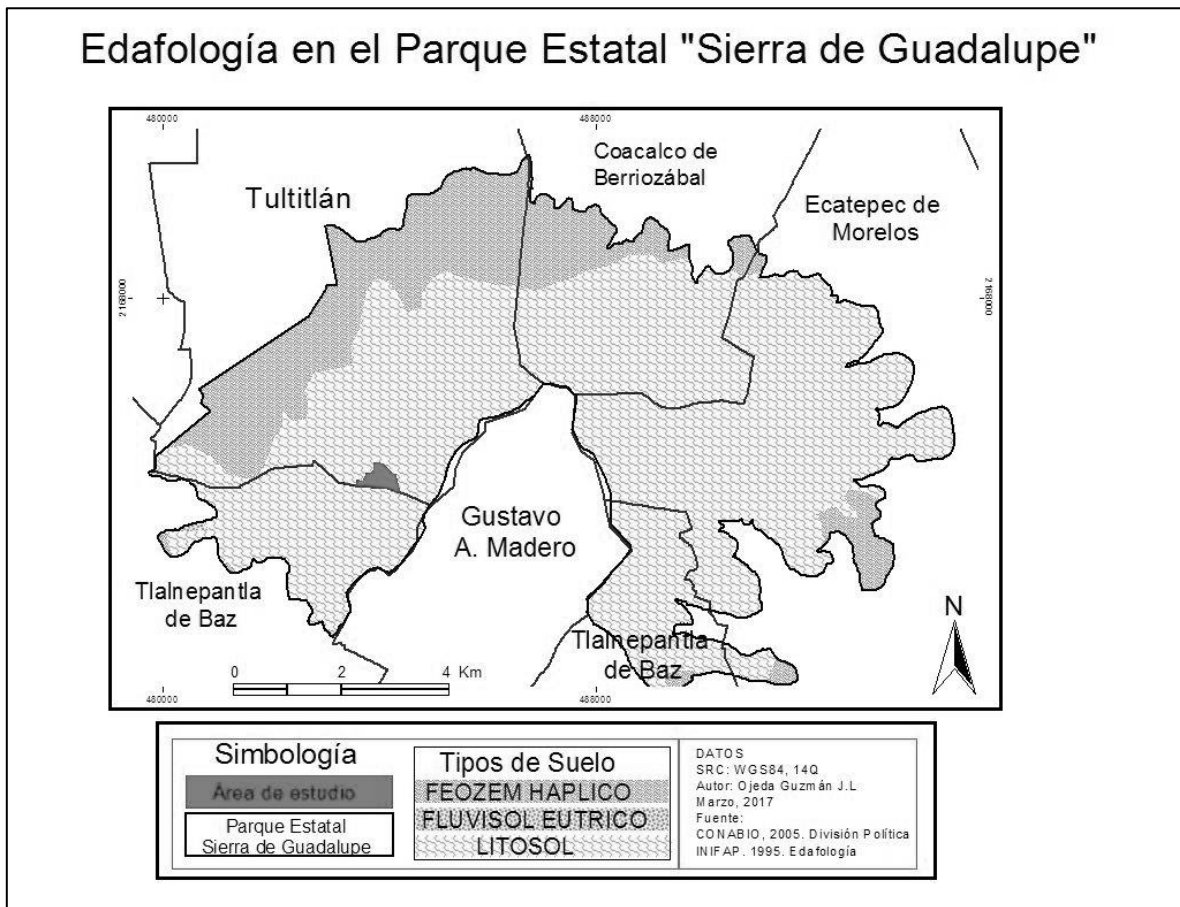 Edafología en el Parque Estatal "Sierra de Guadalupe"
480000
488000
Coacalco de
Berriozábal
Tultitlán
Ecatepec de
Morelos
2168000
2168000
Gustavo
A. Madero
Tlalnepantla
de Baz
Tlalnepantla
de Baz
N
0 2 4 Km
480000
488000
Simbología
Área de estudio
Parque Estatal
Sierra de Guadalupe
Tipos de Suelo
FEOZEM HAPLICO
FLUVISOL EUTRICO
LITOSOL
DATOS
SRC: WGS84, 14Q
Autor: Ojeda Guzmán J.L
Marzo, 2017
Fuente:
CONABIO, 2005. División Política
INIFAP. 1995. Edafología